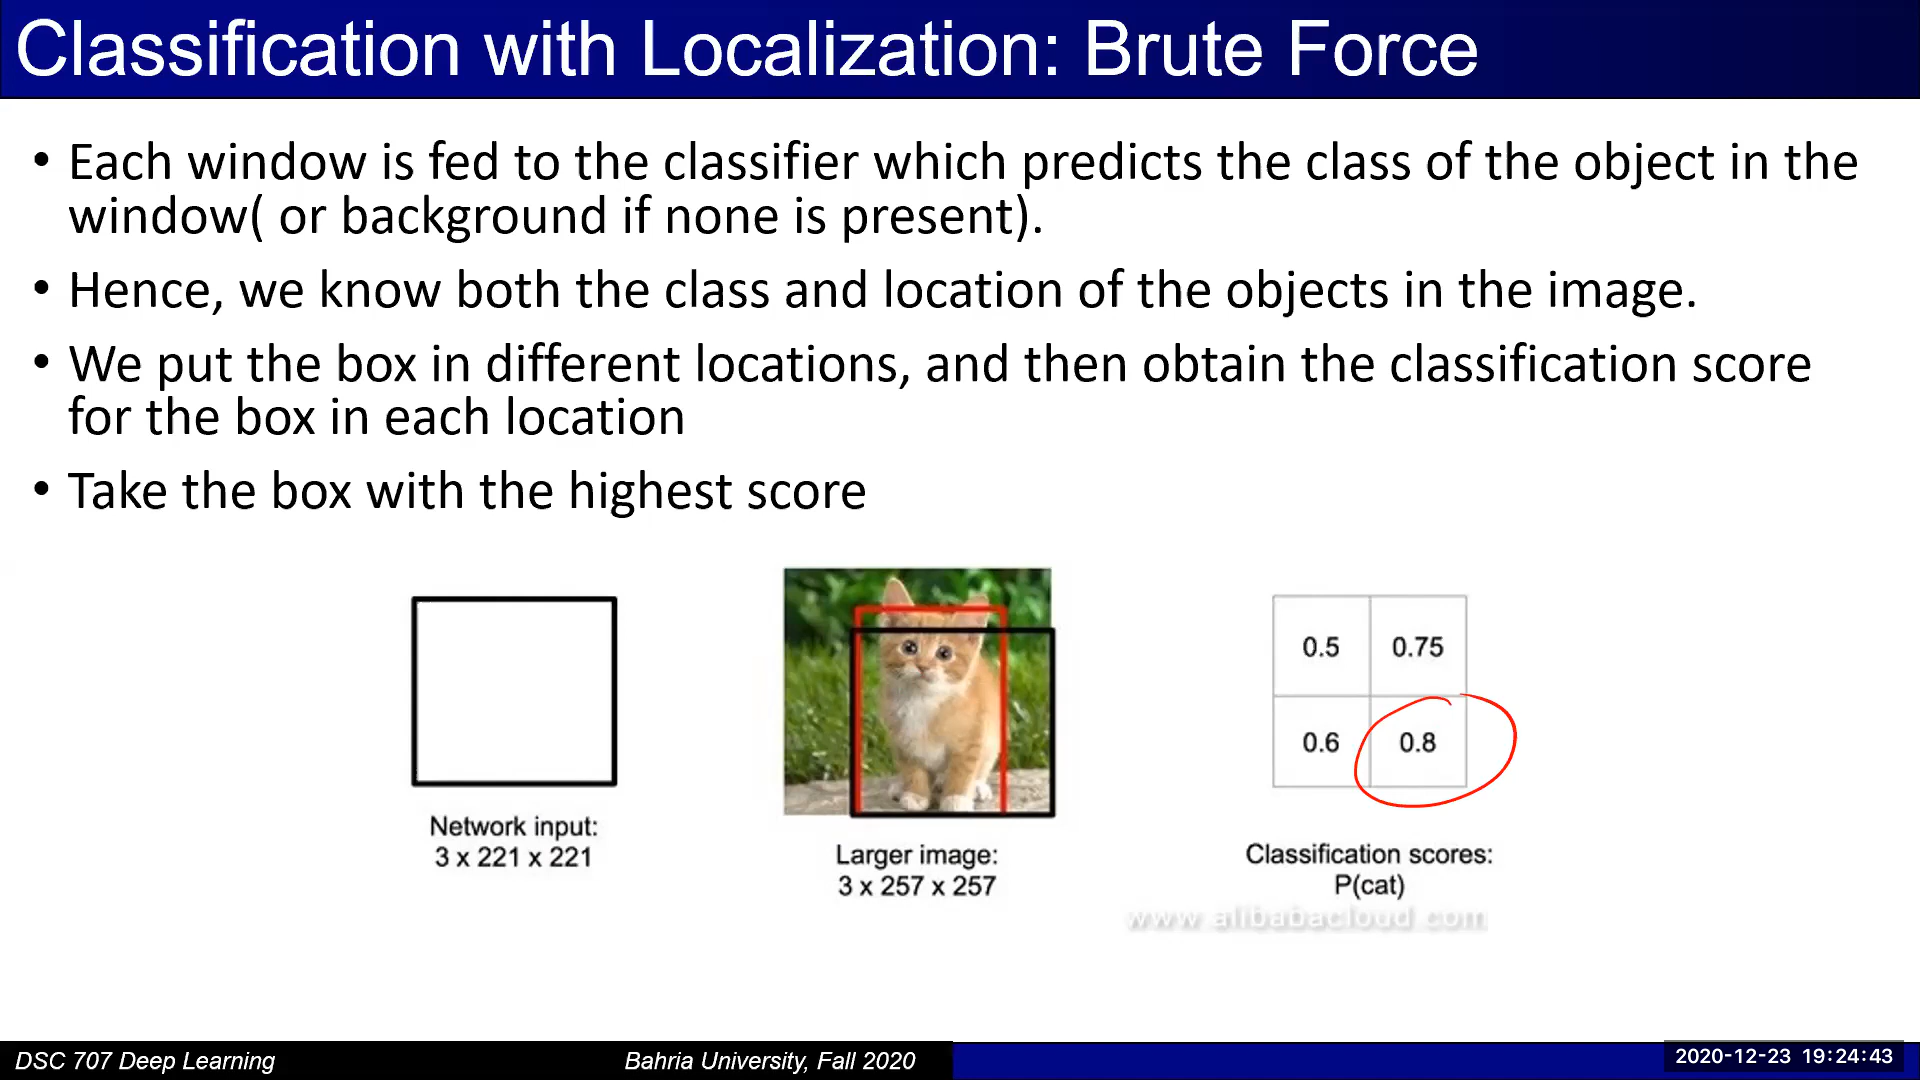 Classification with Localization: Brute Force
• Each window is fed to the classifier which predicts the class of the object in the
window( or background if none is present).
• Hence, we know both the class and location of the objects in the image.
• We put the box in different locations, and then obtain the classification score
for the box in each location
• Take the box with the highest score
0.5 0.75
0.6 0.8
Network input:
3 x 221 x 221
Larger image:
3 x 257 x 257
Classification scores:
P(cat)
www.alibabacloud.com
DSC 707 Deep Learning
Bahria University, Fall 2020
2020-12-23 19:24:43